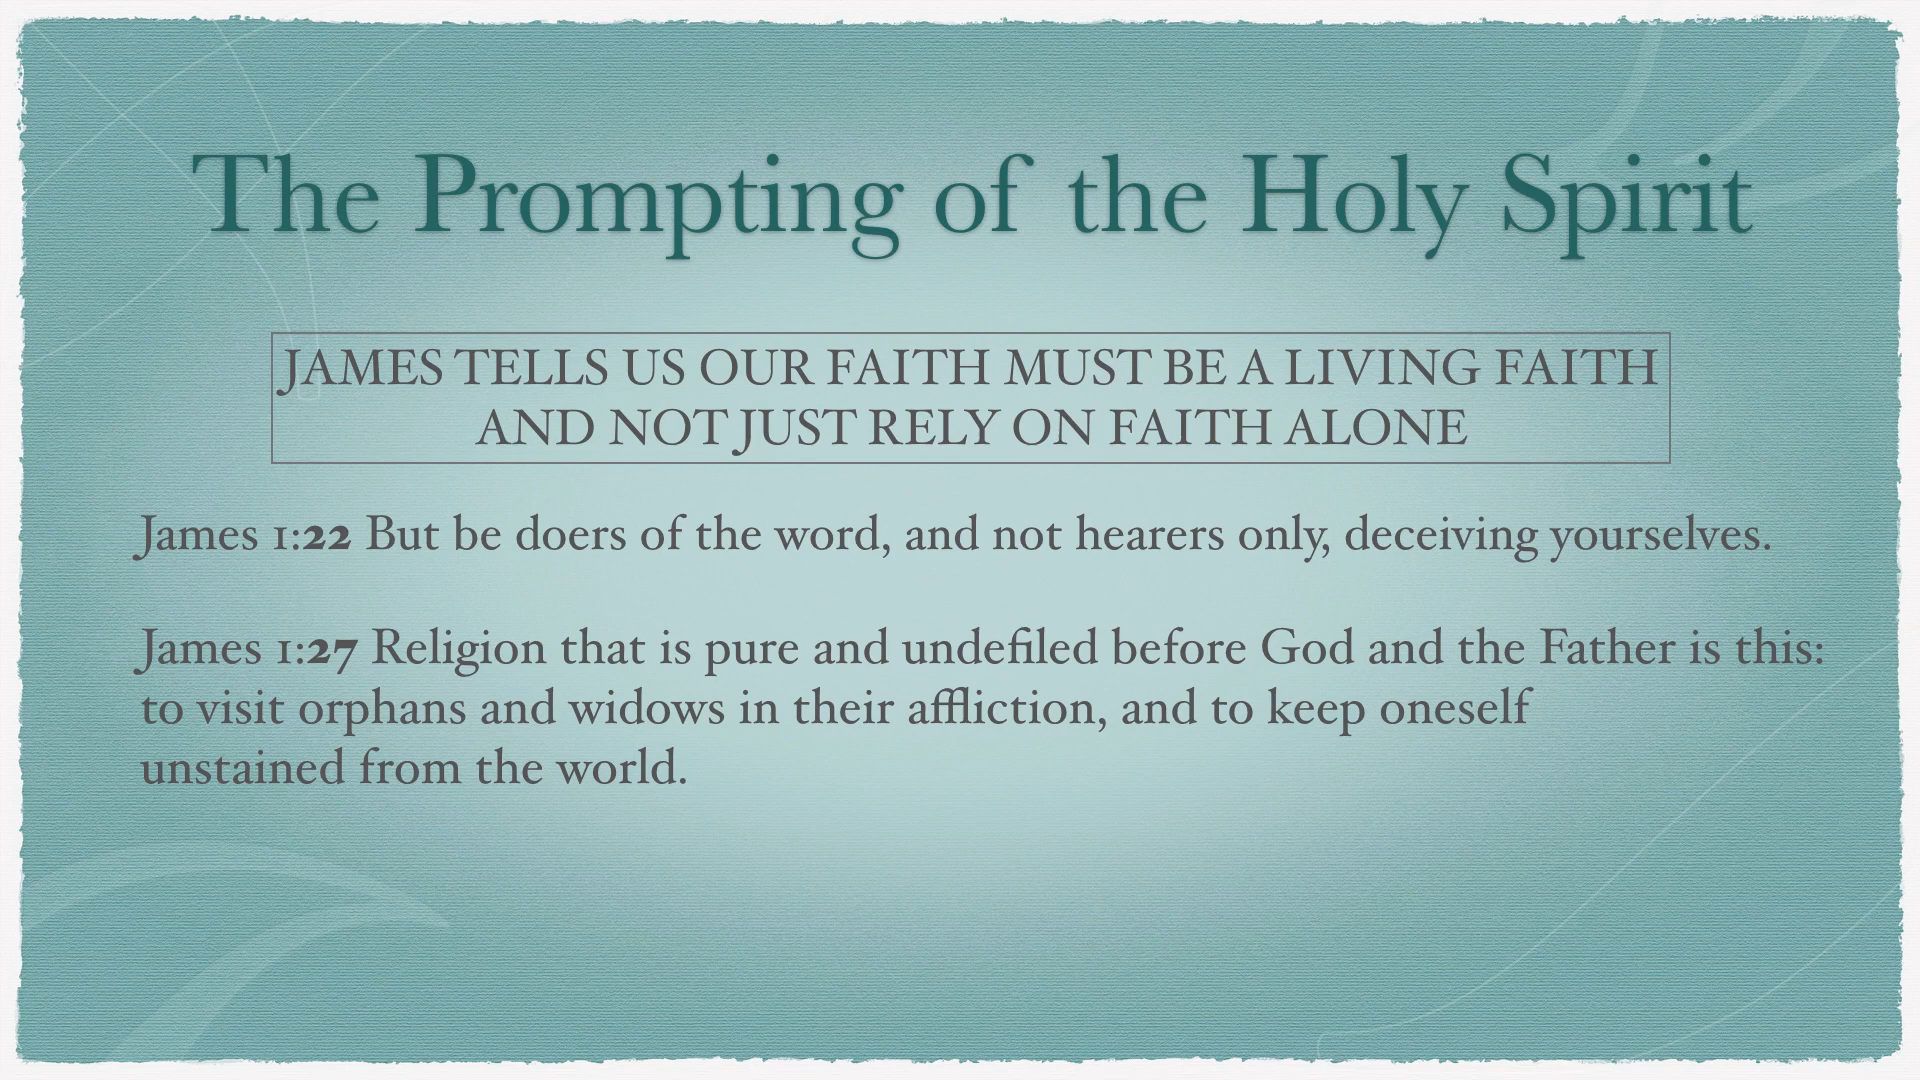 The Prompting of the Holy Spirit
JAMES TELLS US OUR FAITH MUST BE A LIVING FAITH
AND NOT JUST RELY ON FAITH ALONE
James 1:22 But be doers of the word, and not hearers only, deceiving yourselves.
James 1:27 Religion that is pure and undefiled before God and the Father is this:
to visit orphans and widows in their affliction, and to keep oneself
unstained from the world.